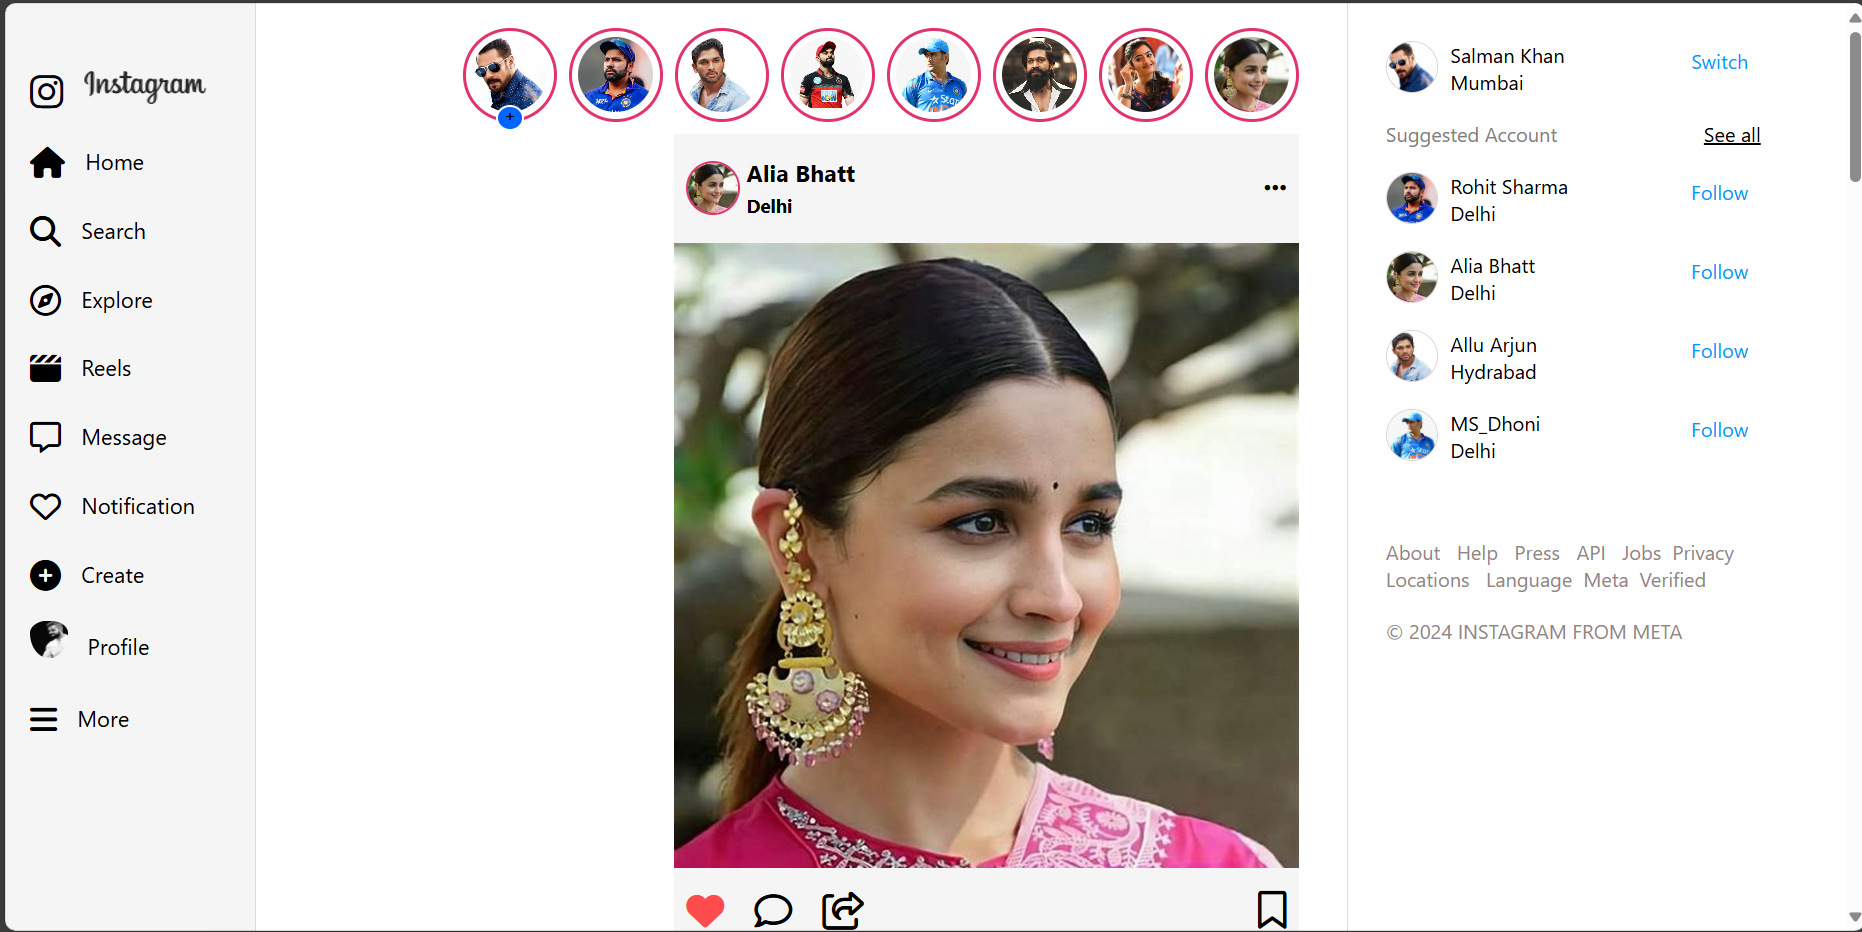 Instagram
Home
Search
Explore
Reels
Message
Notification
Create
Profile
More
+
Alia Bhatt
Delhi
Salman Khan
Mumbai
Switch
Suggested Account
See all
Rohit Sharma
Delhi
Follow
Alia Bhatt
Delhi
Follow
Allu Arjun
Hydrabad
Follow
MS_Dhoni
Delhi
Follow
About Help Press API Jobs Privacy
Locations Language Meta Verified
© 2024 INSTAGRAM FROM META